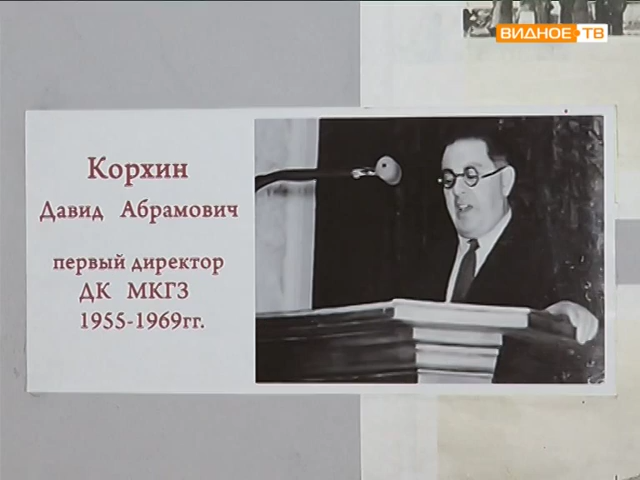 ВИДНОЕ ТВ
Корхин
Давид Абрамович
первый директор
ДК МКГЗ
1955-1969гг.